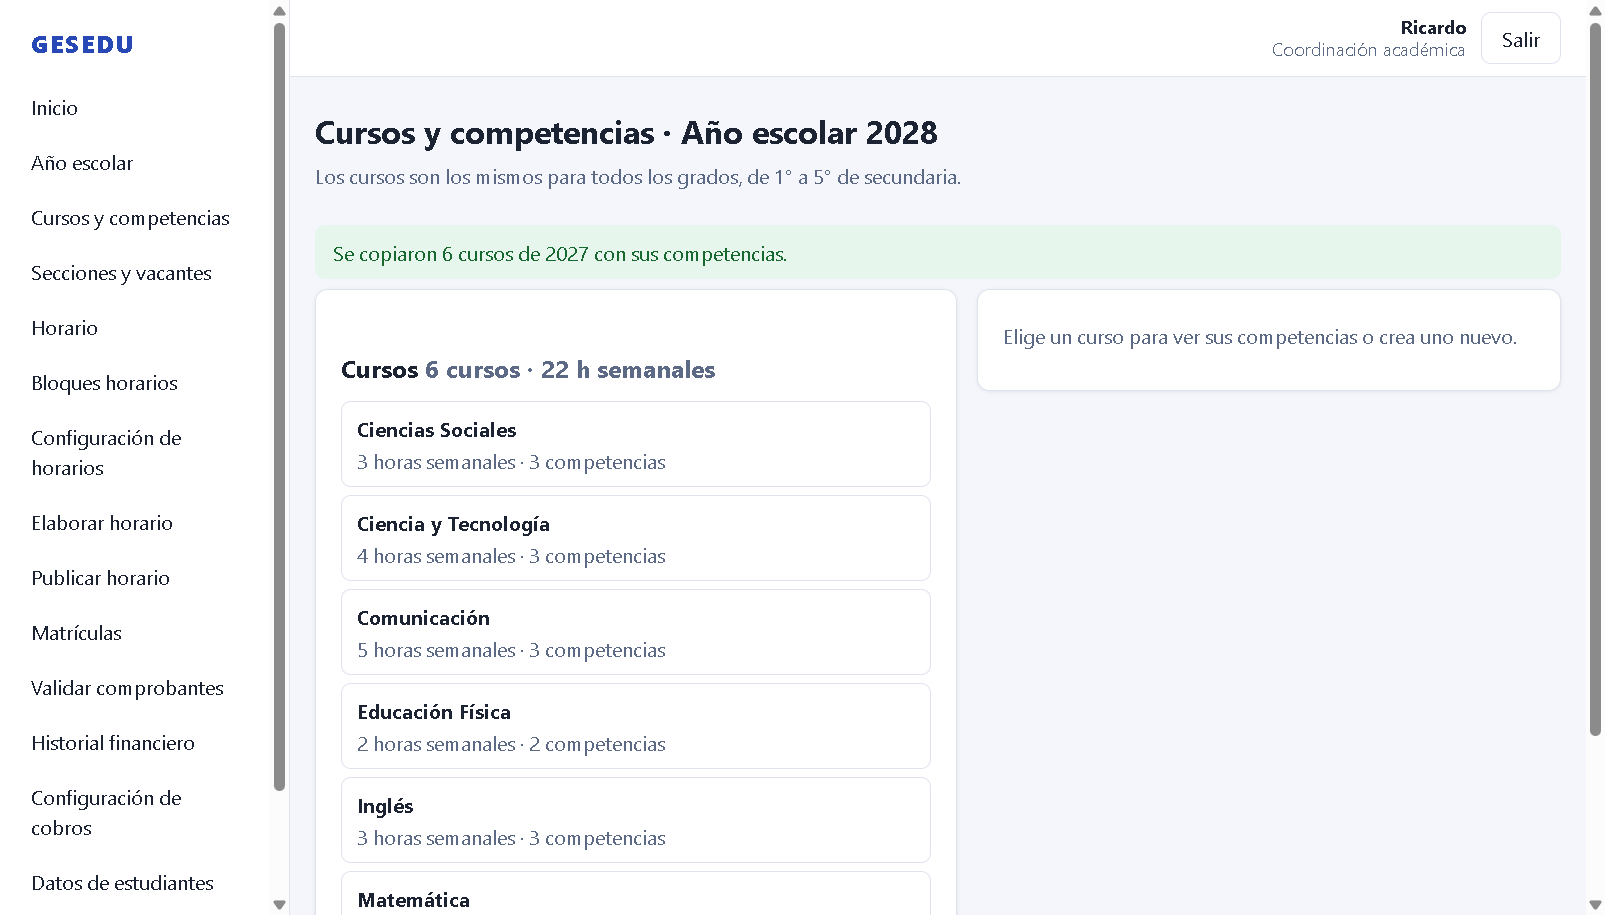 GESEDU
Inicio
Año escolar
Cursos y competencias
Secciones y vacantes
Horario
Bloques horarios
Configuración de
horarios
Elaborar horario
Publicar horario
Matrículas
Validar comprobantes
Historial financiero
Configuración de
cobros
Datos de estudiantes
Ricardo
Coordinación académica
Salir
Cursos y competencias · Año escolar 2028
Los cursos son los mismos para todos los grados, de 1° a 5° de secundaria.
Se copiaron 6 cursos de 2027 con sus competencias.
Cursos 6 cursos · 22 h semanales
Ciencias Sociales
3 horas semanales · 3 competencias
Ciencia y Tecnología
4 horas semanales · 3 competencias
Comunicación
5 horas semanales · 3 competencias
Educación Física
2 horas semanales · 2 competencias
Inglés
3 horas semanales · 3 competencias
Matemática
Elige un curso para ver sus competencias o crea uno nuevo.